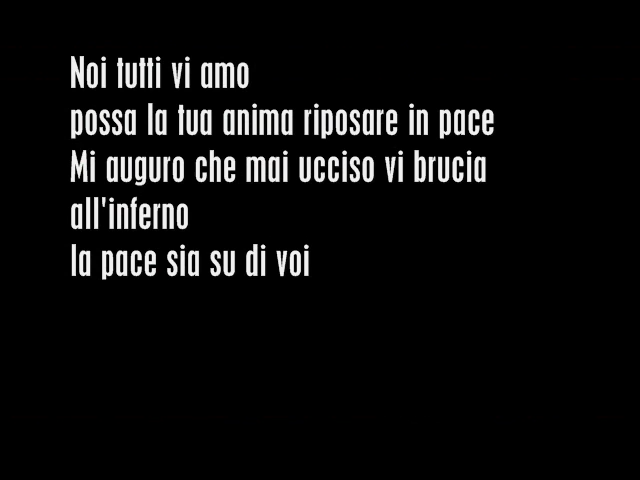 Noi tutti vi amo
possa la tua anima riposare in pace
Mi auguro che mai ucciso vi brucia
all'inferno
la pace sia su di voi